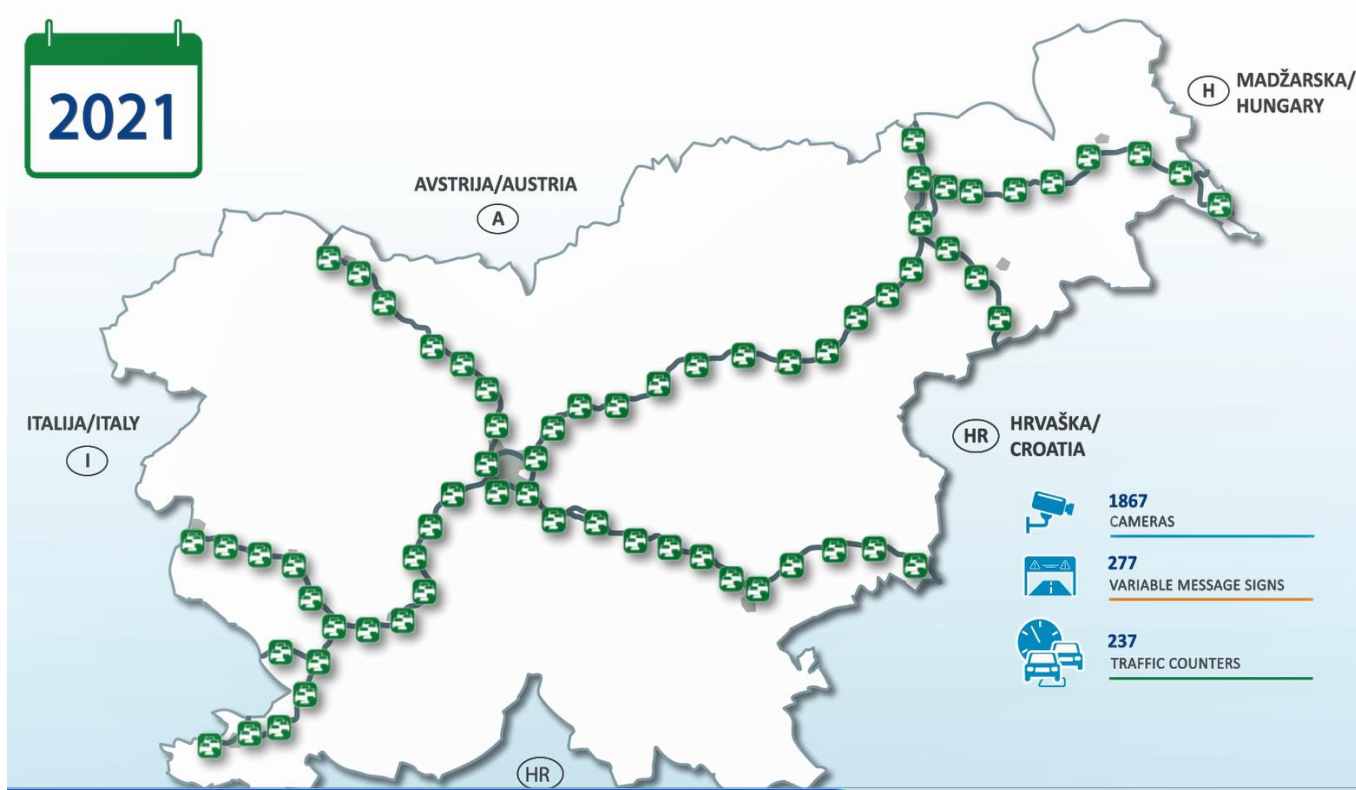 2021
AVSTRIJA/AUSTRIA
A
H
MADŽARSKA/
HUNGARY
ITALIJA/ITALY
I
HR
HRVAŠKA/
CROATIA
1867
CAMERAS
277
VARIABLE MESSAGE SIGNS
237
TRAFFIC COUNTERS
HR